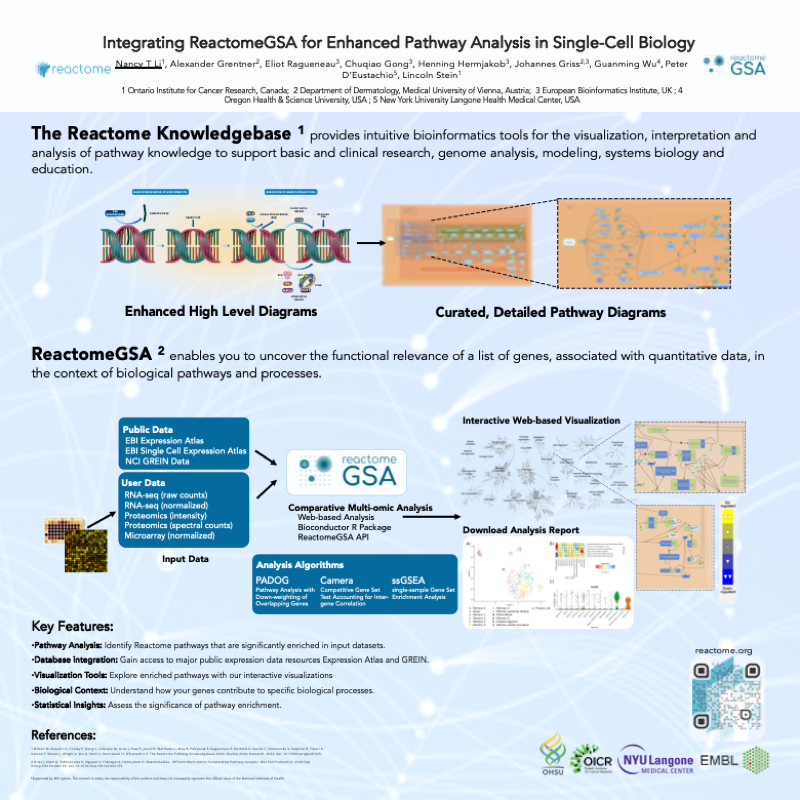 Integrating ReactomeGSA for Enhanced Pathway Analysis in Single-Cell Biology
reactome
Nancy T Li1, Alexander Grentner2, Eliot Ragueneau3, Chuqiao Gong3, Henning Hermjakob3, Johannes Griss2,3, Guanming Wu4, Peter
D'Eustachio5, Lincoln Stein1
reactome
GSA
1 Ontario Institute for Cancer Research, Canada; 2 Department of Dermatology, Medical University of Vienna, Austria; 3 European Bioinformatics Institute, UK ; 4
Oregon Health & Science University, USA ; 5 New York University Langone Health Medical Center, USA
The Reactome Knowledgebase 1 provides intuitive bioinformatics tools for the visualization, interpretation and
analysis of pathway knowledge to support basic and clinical research, genome analysis, modeling, systems biology and
education.
Enhanced High Level Diagrams
Curated, Detailed Pathway Diagrams
ReactomeGSA 2 enables you to uncover the functional relevance of a list of genes, associated with quantitative data, in
the context of biological pathways and processes.
Public Data
EBI Expression Atlas
EBI Single Cell Expression Atlas
NCI GREIN Data
User Data
RNA-seq (raw counts)
RNA-seq (normalized)
Proteomics (intensity)
Proteomics (spectral counts)
Microarray (normalized)
Input Data
reactome
GSA
Comparative Multi-omic Analysis
Web-based Analysis
Bioconductor R Package
ReactomeGSA API
Analysis Algorithms
PADOG
Pathway Analysis with
Down-weighting of
Overlapping Genes
Camera
Competitive Gene Set
Test Accounting for Inter-
gene Correlation
ssGSEA
single-sample Gene Set
Enrichment Analysis
Interactive Web-based Visualization
Download Analysis Report
Key Features:
•Pathway Analysis: Identify Reactome pathways that are significantly enriched in input datasets.
•Database Integration: Gain access to major public expression data resources Expression Atlas and GREIN.
•Visualization Tools: Explore enriched pathways with our interactive visualizations
•Biological Context: Understand how your genes contribute to specific biological processes.
•Statistical Insights: Assess the significance of pathway enrichment.
reactome.org
References:
OHSU
OICR
NYU Langone
MEDICAL CENTER
EMBL